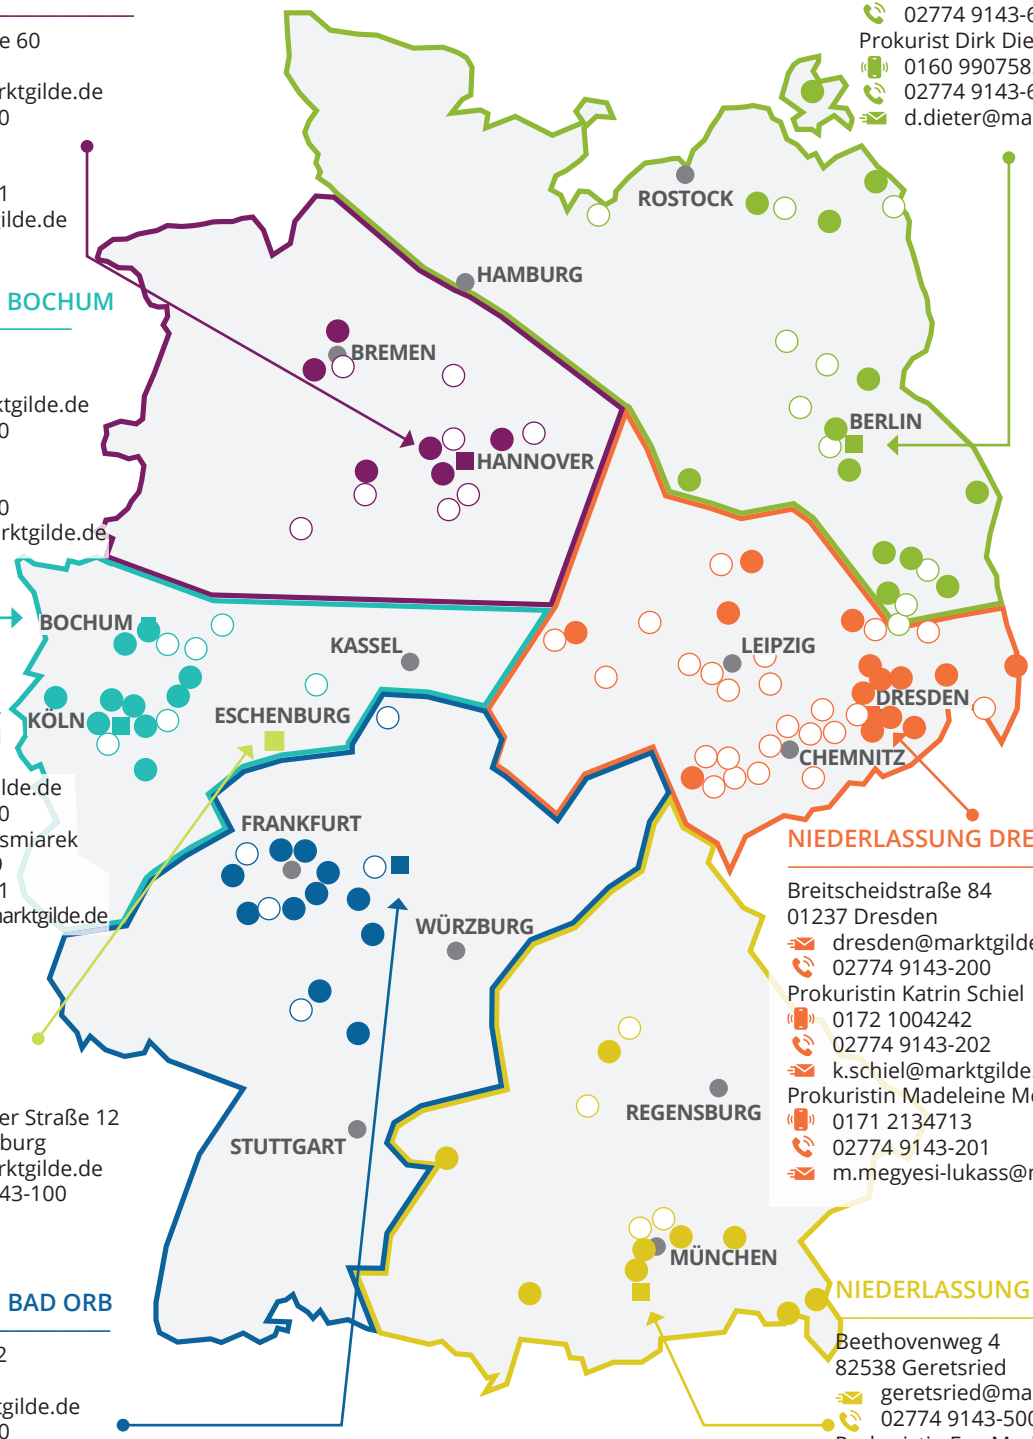 e 60
rktgilde.de
0
1
gilde.de
BOCHUM
ktgilde.de
0
0
arktgilde.de
ilde.de
0
smiarek
9
1
narktgilde.de
er Straße 12
burg
rktgilde.de
43-100
BAD ORB
2
tgilde.de
0
02774 9143-6
Prokurist Dirk Die
0160 990758
02774 9143-6
d.dieter@ma
ROSTOCK
HAMBURG
BREMEN
HANNOVER
BERLIN
BOCHUM
KASSEL
LEIPZIG
KÖLN
ESCHENBURG
DRESDEN
CHEMNITZ
FRANKFURT
WÜRZBURG
STUTTGART
REGENSBURG
MÜNCHEN
NIEDERLASSUNG DRE
Breitscheidstraße 84
01237 Dresden
dresden@marktgilde
02774 9143-200
Prokuristin Katrin Schiel
0172 1004242
02774 9143-202
k.schiel@marktgilde.
Prokuristin Madeleine Me
0171 2134713
02774 9143-201
m.megyesi-lukass@m
NIEDERLASSUNG
Beethovenweg 4
82538 Geretsried
geretsried@mar
02774 9143-500